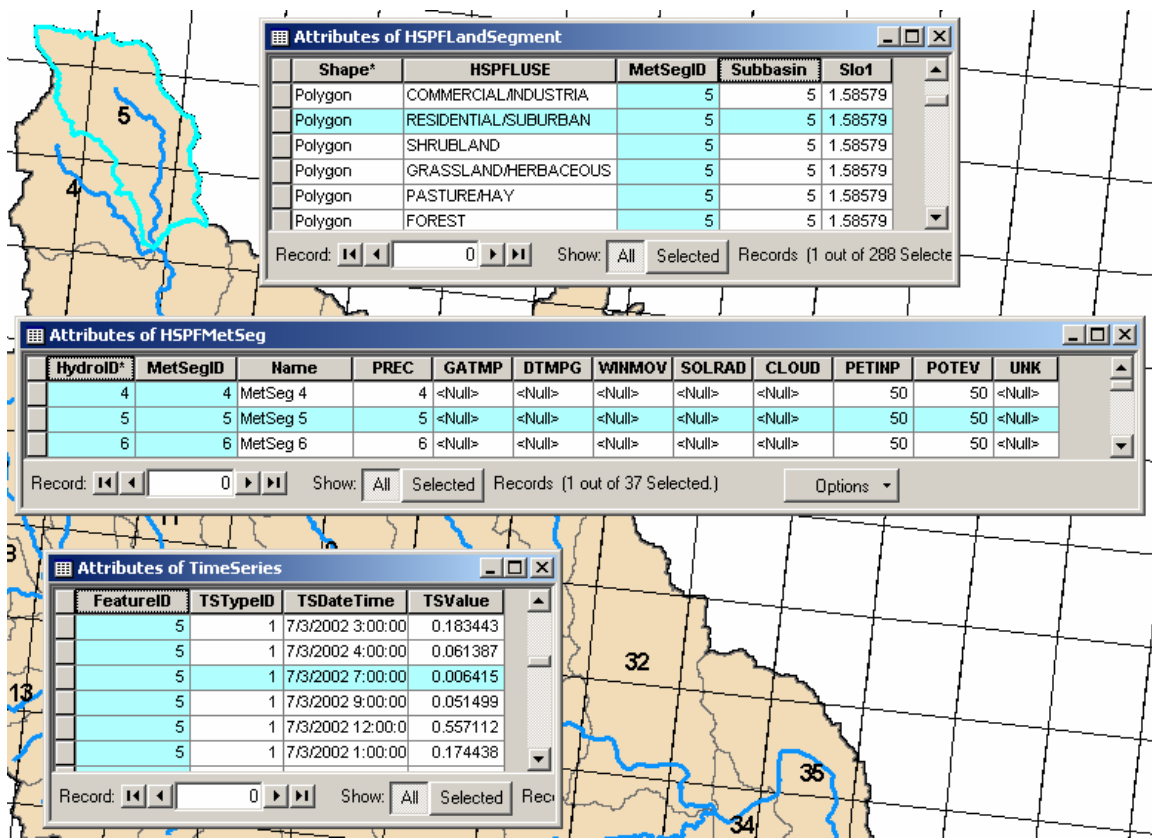 Attributes of HSPFLandSegment
Shape* HSPFLUSE MetSegID Subbasin Slo1
Polygon COMMERCIAL/INDUSTRIA 5 5 1.58579
Polygon RESIDENTIAL/SUBURBAN 5 5 1.58579
Polygon SHRUBLAND 5 5 1.58579
Polygon GRASSLAND/HERBACEOUS 5 5 1.58579
Polygon PASTURE/HAY 5 5 1.58579
Polygon FOREST 5 5 1.58579
Record: 0 Show: All Selected Records (1 out of 288 Selecte
5
4
Attributes of HSPFMetSeg
HydroID* MetSegID Name PREC GATMP DTMPG WINMOV SOLRAD CLOUD PETINP POTEV UNK
4 4 MetSeg 4 4 <Null> <Null> <Null> <Null> <Null> 50 50 <Null>
5 5 MetSeg 5 5 <Null> <Null> <Null> <Null> <Null> 50 50 <Null>
6 6 MetSeg 6 6 <Null> <Null> <Null> <Null> <Null> 50 50 <Null>
Record: 0 Show: All Selected Records (1 out of 37 Selected.) Options
Attributes of TimeSeries
FeatureID TSTypeID TSDateTime TSValue
5 1 7/3/2002 3:00:00 0.183443
5 1 7/3/2002 4:00:00 0.061387
5 1 7/3/2002 7:00:00 0.006415
5 1 7/3/2002 9:00:00 0.051499
5 1 7/3/2002 12:00:0 0.557112
5 1 7/3/2002 1:00:00 0.174438
Record: 0 Show: All Selected Rec
13
32
35
34